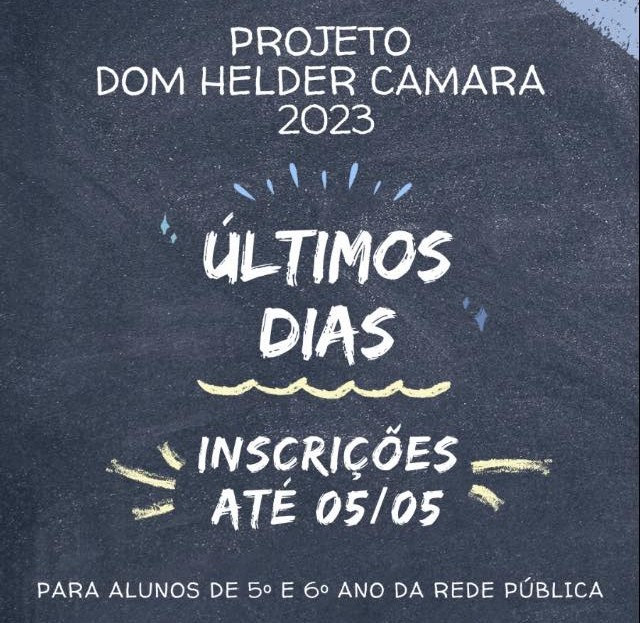 PROJETO
DOM HELDER CAMARA
2023
ÚLTIMOS
DIAS
INSCRIÇÕES
ATÉ 05/05
PARA ALUNOS DE 5º E 6º ANO DA REDE PÚBLICA